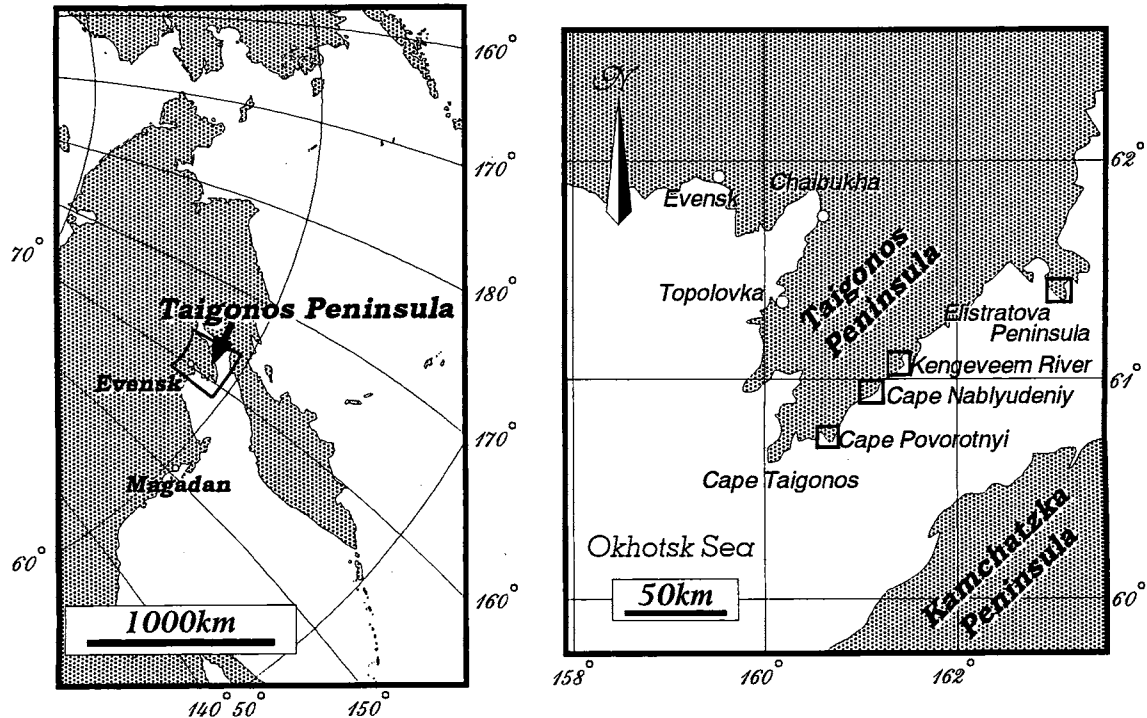 160°
170°
70°
Taigonos Peninsula
180°
Evensk
170°
Magadan
60°
160°
1000km
140° 50°
150°
N
62°
Chaibukha
Evensk
Taigonos
Peninsula
Topolovka
Elistratova
Peninsula
Kengeveem River
61°
Cape Nablyudeniy
Cape Povorotnyi
Cape Taigonos
Okhotsk Sea
Kamchatzka
Peninsula
50km
60°
158°
160°
162°